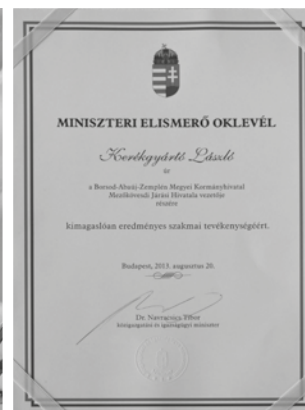 MINISZTERI ELISMERŐ OKLEVÉL
Kerékgyártó László
úr
a Borsod-Abaúj-Zemplén Megyei Kormányhivatal
Mezőkövesdi Járási Hivatala vezetője
részére
kimagaslóan eredményes szakmai tevékenységéért.
Budapest, 2013. augusztus 20.
Dr. Navracsics Tibor
közigazgatási és igazságügyi miniszter